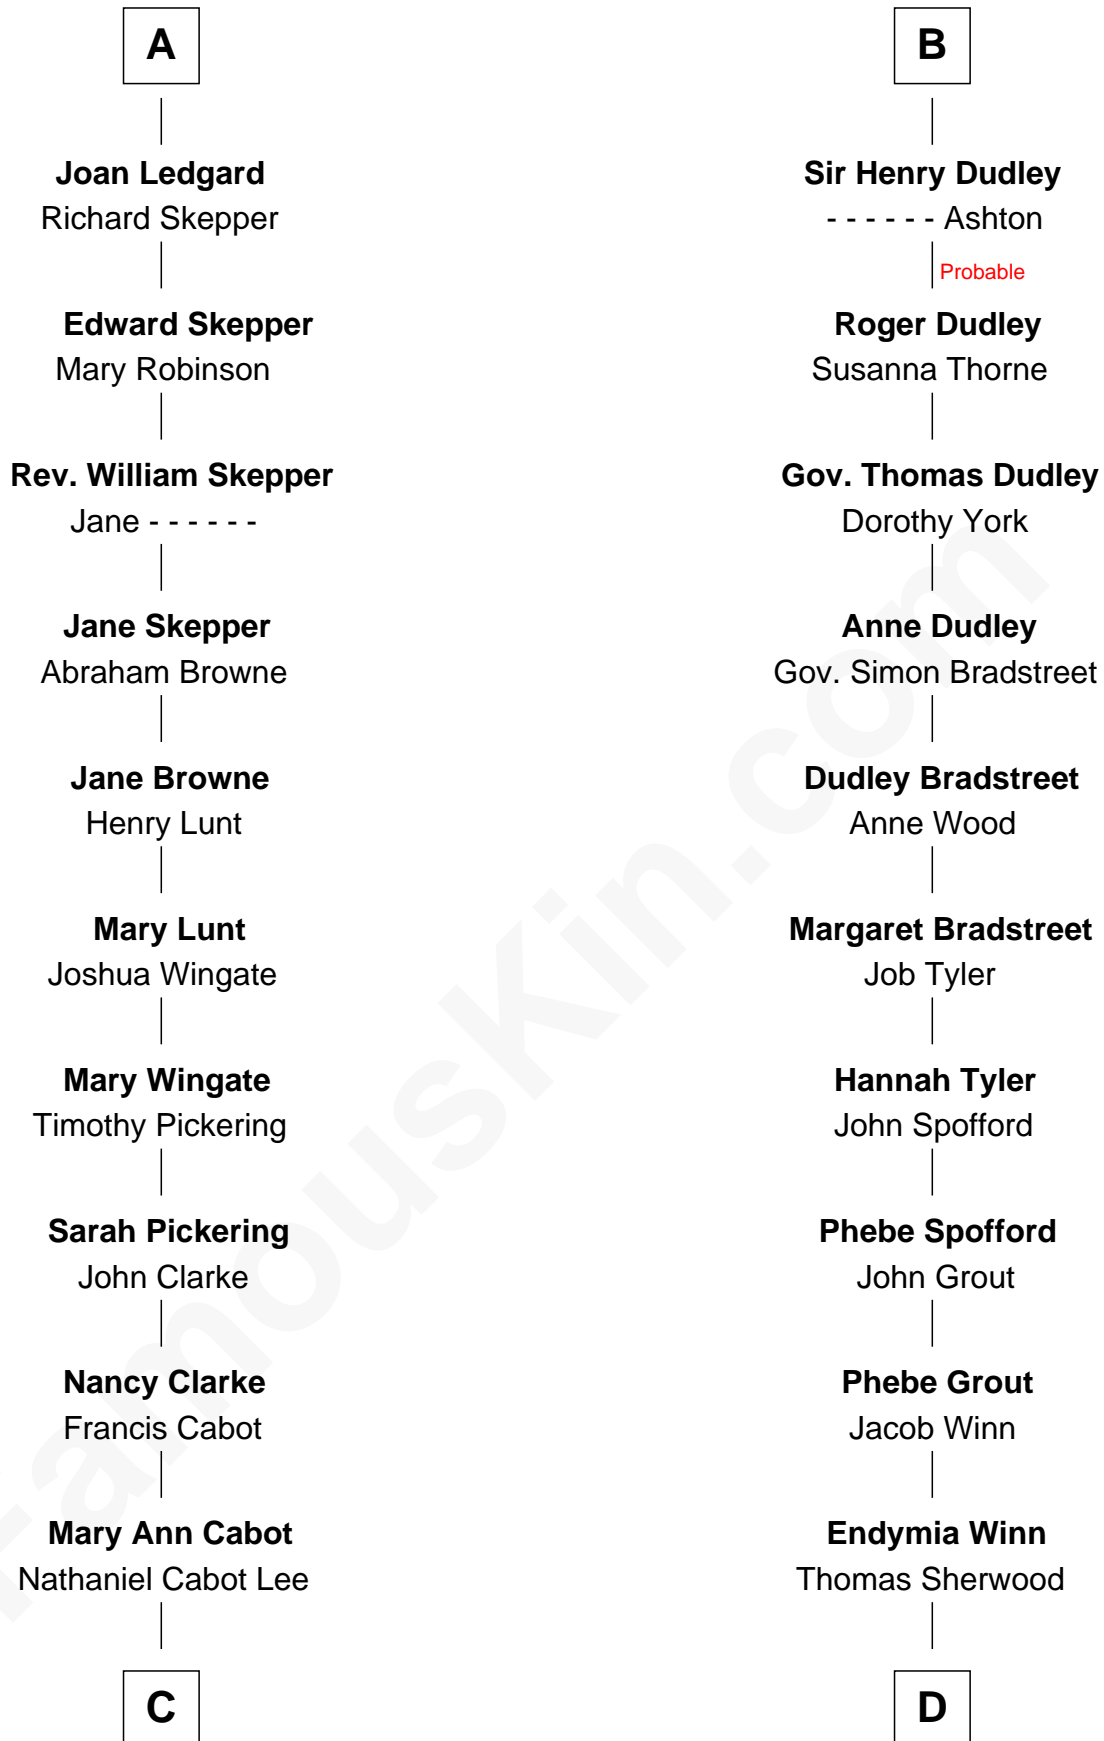 A
Joan Ledgard
Richard Skepper
Edward Skepper
Mary Robinson
Rev. William Skepper
Jane - - - - - -
Jane Skepper
Abraham Browne
Jane Browne
Henry Lunt
Mary Lunt
Joshua Wingate
Mary Wingate
Timothy Pickering
Sarah Pickering
John Clarke
Nancy Clarke
Francis Cabot
Mary Ann Cabot
Nathaniel Cabot Lee
C
B
Sir Henry Dudley
- - - - - - Ashton
Probable
Roger Dudley
Susanna Thorne
Gov. Thomas Dudley
Dorothy York
Anne Dudley
Gov. Simon Bradstreet
Dudley Bradstreet
Anne Wood
Margaret Bradstreet
Job Tyler
Hannah Tyler
John Spofford
Phebe Spofford
John Grout
Phebe Grout
Jacob Winn
Endymia Winn
Thomas Sherwood
D
FamousKin.com